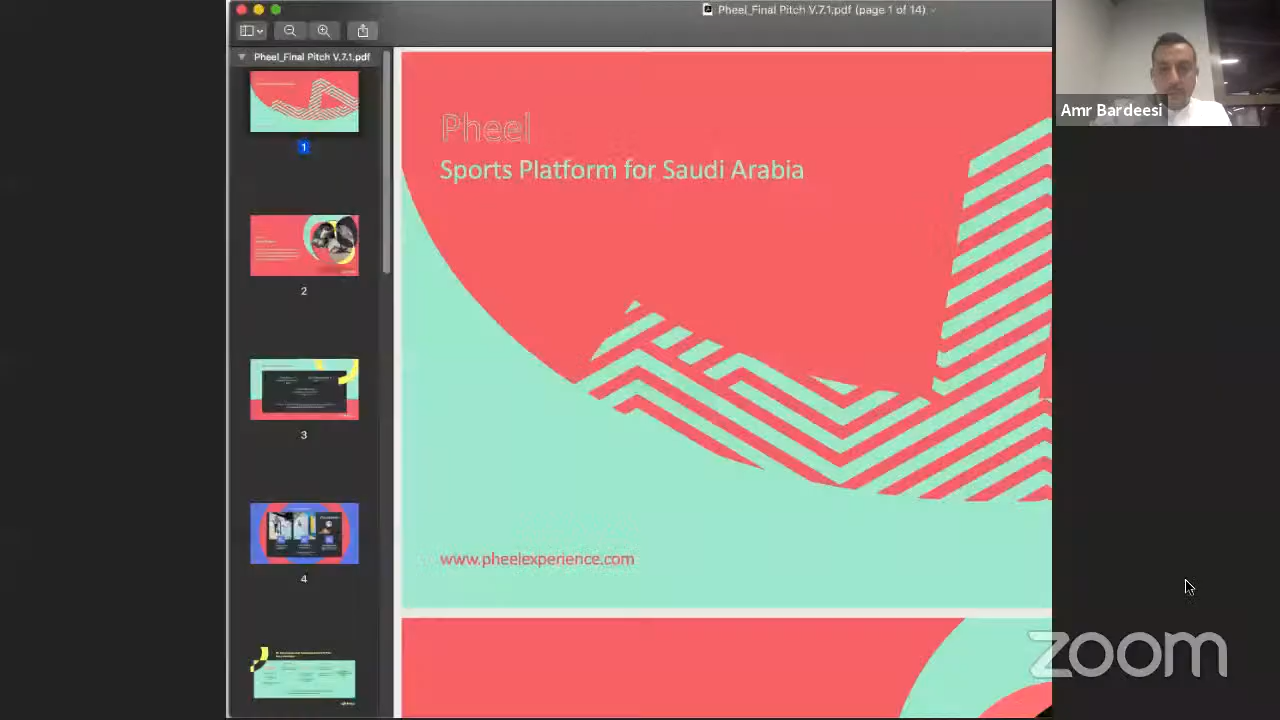 Pheel_Final Pitch V.7.1.pdf (page 1 of 14)
Pheel_Final Pitch V.7.1.pdf
1
2
3
4
Pheel
Sports Platform for Saudi Arabia
www.pheelexperience.com
Amr Bardeesi
zoom